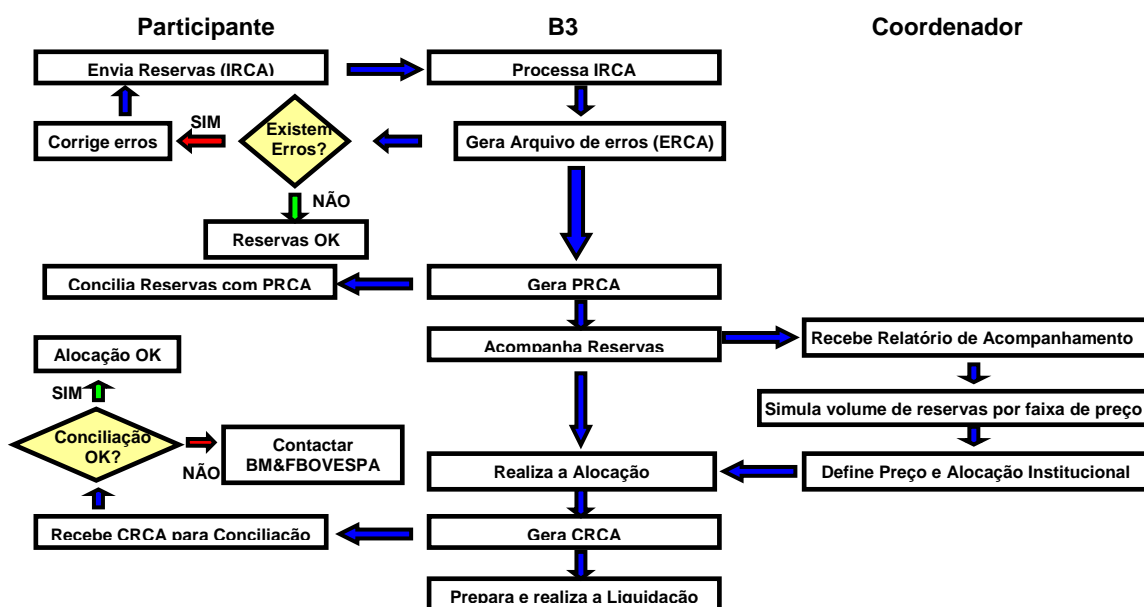 Participante
B3
Coordenador
Envia Reservas (IRCA)
Processa IRCA
SIM
Existem
Erros?
Corrige erros
Gera Arquivo de erros (ERCA)
NÃO
Reservas OK
Concilia Reservas com PRCA
Gera PRCA
Acompanha Reservas
Recebe Relatório de Acompanhamento
Alocação OK
SIM
Simula volume de reservas por faixa de preço
Conciliação
OK?
NÃO
Contactar
BM&FBOVESPA
Realiza a Alocação
Define Preço e Alocação Institucional
Recebe CRCA para Conciliação
Gera CRCA
Prepara e realiza a Liquidação